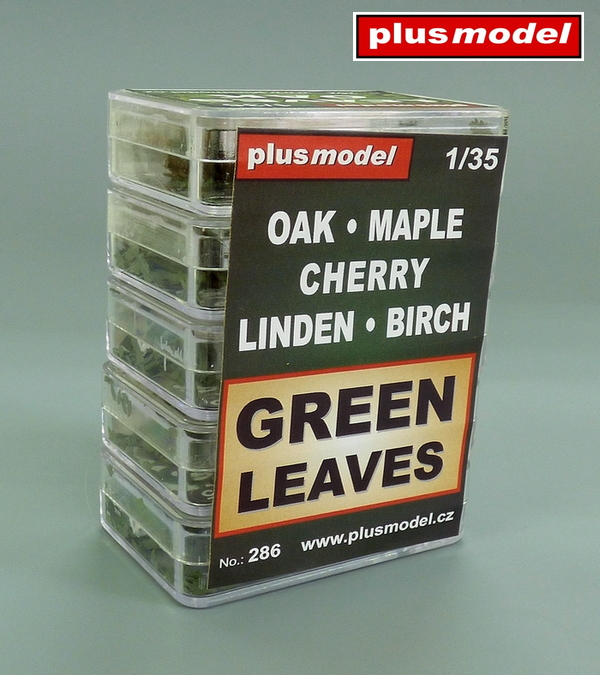 plusmodel
plusmodel 1/35
OAK • MAPLE
CHERRY
LINDEN • BIRCH
GREEN
LEAVES
No.: 286 www.plusmodel.cz